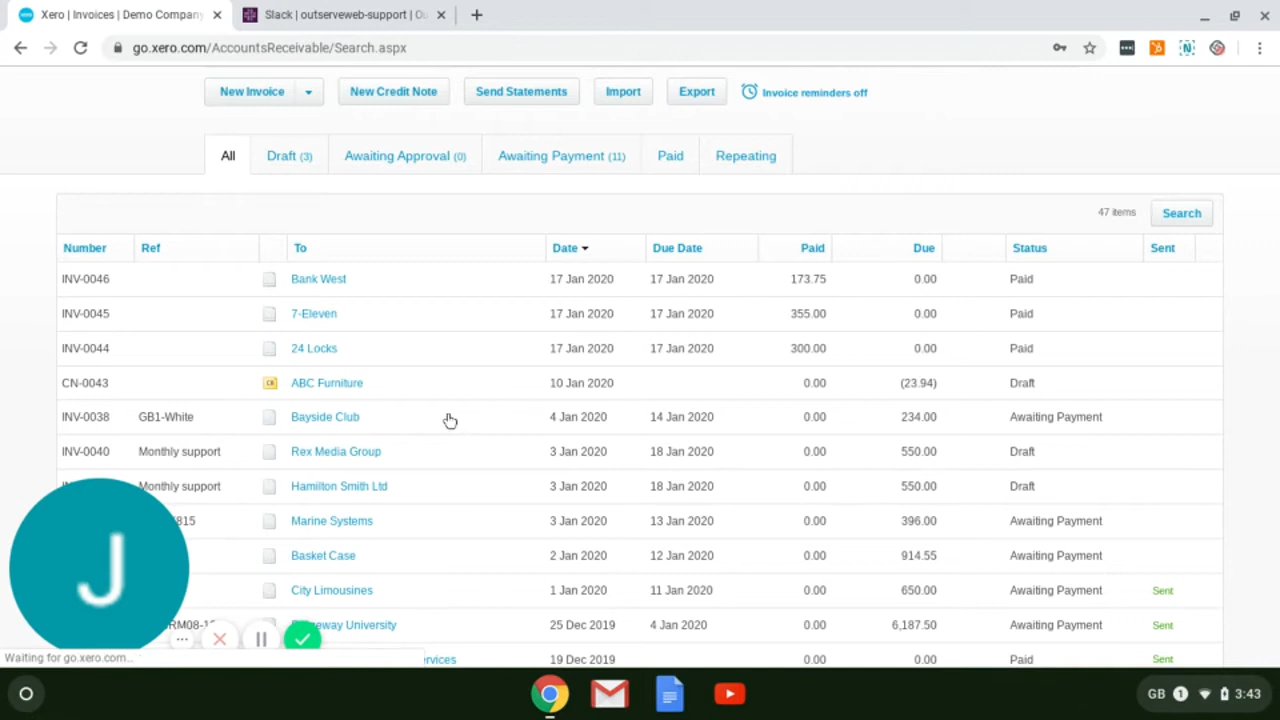 Xero | Invoices | Demo Company
Slack | outserveweb-support | Ou
go.xero.com/AccountsReceivable/Search.aspx
New Invoice New Credit Note Send Statements Import Export Invoice reminders off
All Draft (3) Awaiting Approval (0) Awaiting Payment (11) Paid Repeating
47 items Search
Number Ref To Date Due Date Paid Due Status Sent
INV-0046 Bank West 17 Jan 2020 17 Jan 2020 173.75 0.00 Paid
INV-0045 7-Eleven 17 Jan 2020 17 Jan 2020 355.00 0.00 Paid
INV-0044 24 Locks 17 Jan 2020 17 Jan 2020 300.00 0.00 Paid
CN-0043 CR ABC Furniture 10 Jan 2020 0.00 (23.94) Draft
INV-0038 GB1-White Bayside Club 4 Jan 2020 14 Jan 2020 0.00 234.00 Awaiting Payment
INV-0040 Monthly support Rex Media Group 3 Jan 2020 18 Jan 2020 0.00 550.00 Draft
Monthly support Hamilton Smith Ltd 3 Jan 2020 18 Jan 2020 0.00 550.00 Draft
815 Marine Systems 3 Jan 2020 13 Jan 2020 0.00 396.00 Awaiting Payment
Basket Case 2 Jan 2020 12 Jan 2020 0.00 914.55 Awaiting Payment
City Limousines 1 Jan 2020 11 Jan 2020 0.00 650.00 Awaiting Payment Sent
RM08-1 University 25 Dec 2019 4 Jan 2020 0.00 6,187.50 Awaiting Payment Sent
ervices 19 Dec 2019 0.00 0.00 Paid Sent
J
Waiting for go.xero.com...
GB 1 3:43